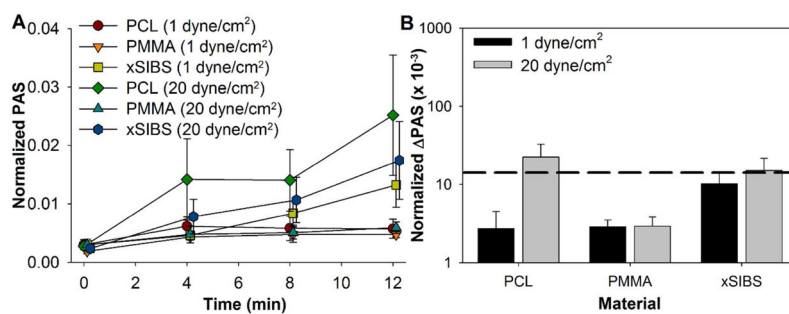 A
PCL (1 dyne/cm²)
PMMA (1 dyne/cm²)
xSIBS (1 dyne/cm²)
PCL (20 dyne/cm²)
PMMA (20 dyne/cm²)
xSIBS (20 dyne/cm²)
Normalized PAS
0.04
0.03
0.02
0.01
0.00
0 4 8 12
Time (min)
B
1 dyne/cm²
20 dyne/cm²
Normalized ΔPAS (x 10⁻³)
1000
100
10
1
PCL PMMA xSIBS
Material